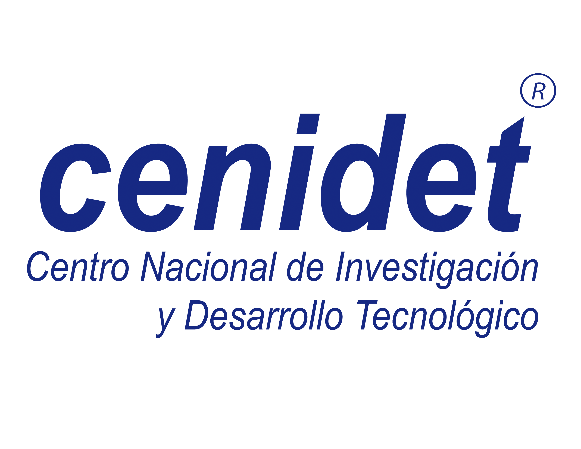 cenidet ®
Centro Nacional de Investigación
y Desarrollo Tecnológico